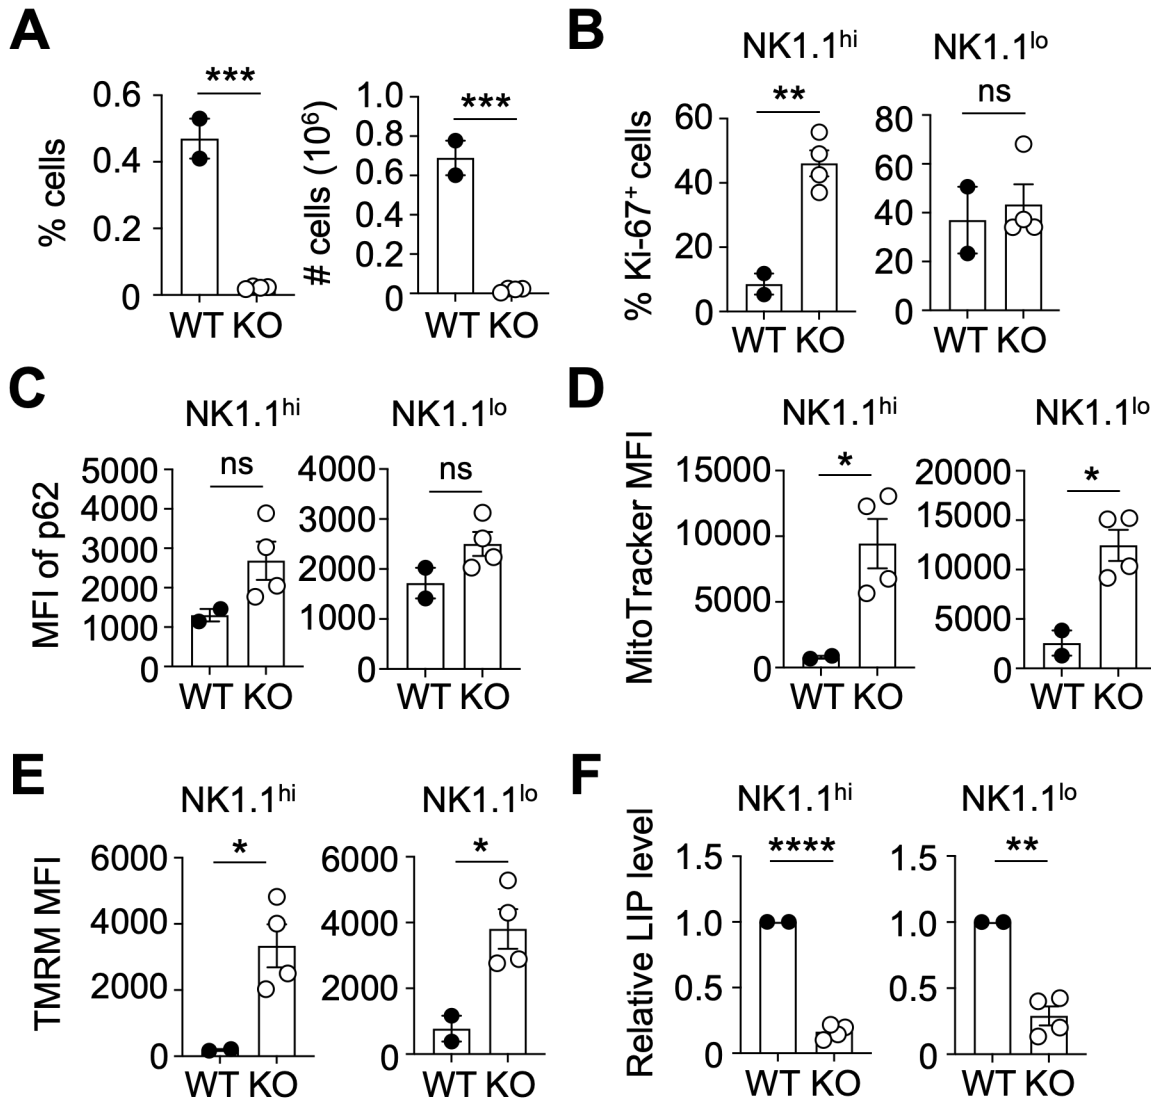 A
% cells
0.6
0.4
0.2
0
***
WT KO
# cells (10⁶)
1.0
0.8
0.6
0.4
0.2
0
***
WT KO
B
% Ki-67⁺ cells
NK1.1ʰⁱ
60
40
20
0
**
WT KO
NK1.1ˡᵒ
80
60
40
20
0
ns
WT KO
C
MFI of p62
NK1.1ʰⁱ
5000
4000
3000
2000
1000
0
ns
WT KO
NK1.1ˡᵒ
4000
3000
2000
1000
0
ns
WT KO
D
MitoTracker MFI
NK1.1ʰⁱ
15000
10000
5000
0
*
WT KO
NK1.1ˡᵒ
20000
15000
10000
5000
0
*
WT KO
E
TMRM MFI
NK1.1ʰⁱ
6000
4000
2000
0
*
WT KO
NK1.1ˡᵒ
6000
4000
2000
0
*
WT KO
F
Relative LIP level
NK1.1ʰⁱ
1.5
1.0
0.5
0
****
WT KO
NK1.1ˡᵒ
1.5
1.0
0.5
0
**
WT KO